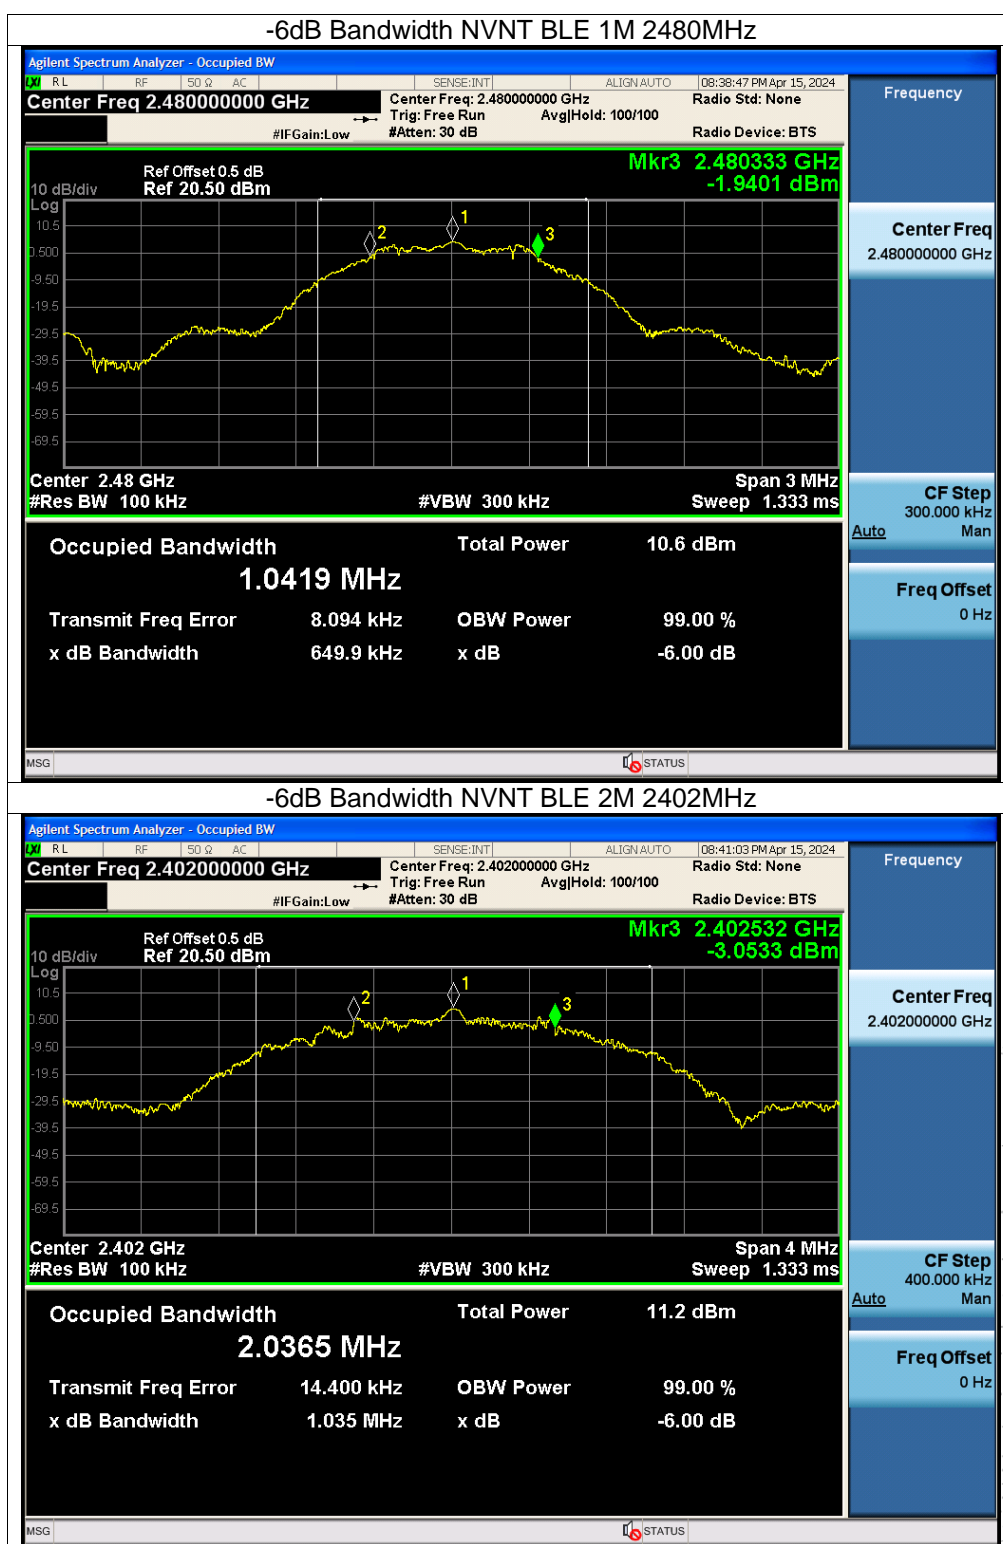 -6dB Bandwidth NVNT BLE 1M 2480MHz
Agilent Spectrum Analyzer - Occupied BW
LXI RL RF 50 Ω AC SENSE:INT ALIGN AUTO 08:38:47 PM Apr 15, 2024
Center Freq 2.480000000 GHz Center Freq: 2.480000000 GHz Radio Std: None
Trig: Free Run Avg|Hold: 100/100
#IFGain:Low #Atten: 30 dB Radio Device: BTS
Frequency
Mkr3 2.480333 GHz
-1.9401 dBm
Ref Offset 0.5 dB
10 dB/div Ref 20.50 dBm
Log
10.5
0.500
-9.50
-19.5
-29.5
-39.5
-49.5
-59.5
-69.5
1
2
3
Center Freq
2.480000000 GHz
Center 2.48 GHz Span 3 MHz
#Res BW 100 kHz #VBW 300 kHz Sweep 1.333 ms
CF Step
300.000 kHz
Auto Man
Occupied Bandwidth Total Power 10.6 dBm
1.0419 MHz
Transmit Freq Error 8.094 kHz OBW Power 99.00 %
x dB Bandwidth 649.9 kHz x dB -6.00 dB
Freq Offset
0 Hz
MSG STATUS
-6dB Bandwidth NVNT BLE 2M 2402MHz
Agilent Spectrum Analyzer - Occupied BW
LXI RL RF 50 Ω AC SENSE:INT ALIGN AUTO 08:41:03 PM Apr 15, 2024
Center Freq 2.402000000 GHz Center Freq: 2.402000000 GHz Radio Std: None
Trig: Free Run Avg|Hold: 100/100
#IFGain:Low #Atten: 30 dB Radio Device: BTS
Frequency
Mkr3 2.402532 GHz
-3.0533 dBm
Ref Offset 0.5 dB
10 dB/div Ref 20.50 dBm
Log
10.5
0.500
-9.50
-19.5
-29.5
-39.5
-49.5
-59.5
-69.5
1
2
3
Center Freq
2.402000000 GHz
Center 2.402 GHz Span 4 MHz
#Res BW 100 kHz #VBW 300 kHz Sweep 1.333 ms
CF Step
400.000 kHz
Auto Man
Occupied Bandwidth Total Power 11.2 dBm
2.0365 MHz
Transmit Freq Error 14.400 kHz OBW Power 99.00 %
x dB Bandwidth 1.035 MHz x dB -6.00 dB
Freq Offset
0 Hz
MSG STATUS